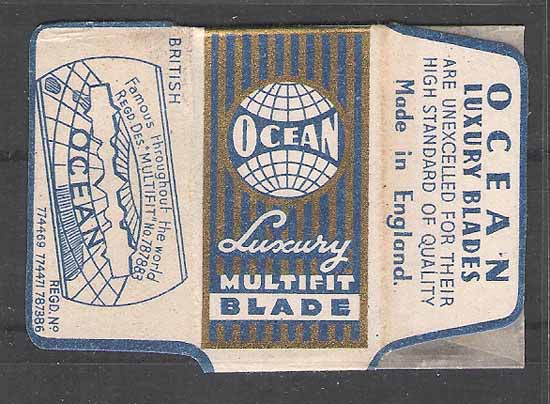 BRITISH
Famous Throughout the World
REGD. DES. "MULTIFIT" No. 787883
OCEAN
REGD. Nº
774469 774471 787386
OCEAN
Luxury
MULTIFIT
BLADE
OCEAN
LUXURY BLADES
ARE UNEXCELLED FOR THEIR
HIGH STANDARD OF QUALITY
Made in England.